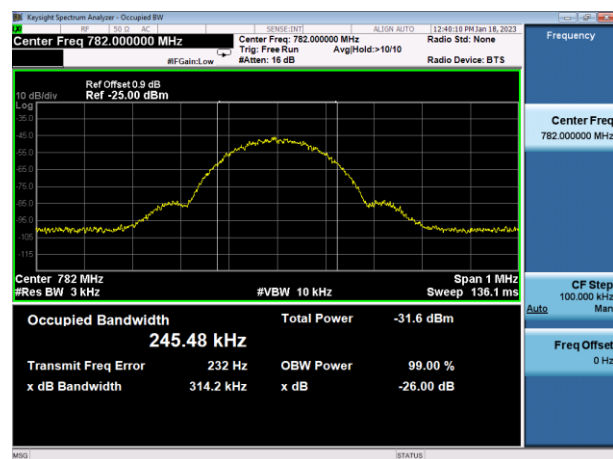 Keysight Spectrum Analyzer - Occupied BW
RF 50 Ω AC SENSE:INT ALIGN AUTO 12:40:10 PM Jan 18, 2023
Center Freq 782.000000 MHz
Center Freq: 782.000000 MHz
Radio Std: None
Trig: Free Run Avg|Hold:>10/10
#IFGain:Low #Atten: 16 dB Radio Device: BTS
Ref Offset 0.9 dB
10 dB/div Ref -25.00 dBm
Log
-35.0
-45.0
-55.0
-65.0
-75.0
-85.0
-95.0
-105
-115
Center 782 MHz Span 1 MHz
#Res BW 3 kHz #VBW 10 kHz Sweep 136.1 ms
Occupied Bandwidth Total Power -31.6 dBm
245.48 kHz
Transmit Freq Error 232 Hz OBW Power 99.00 %
x dB Bandwidth 314.2 kHz x dB -26.00 dB
MSG STATUS
Frequency
Center Freq
782.000000 MHz
CF Step
100.000 kHz
Auto Man
Freq Offset
0 Hz